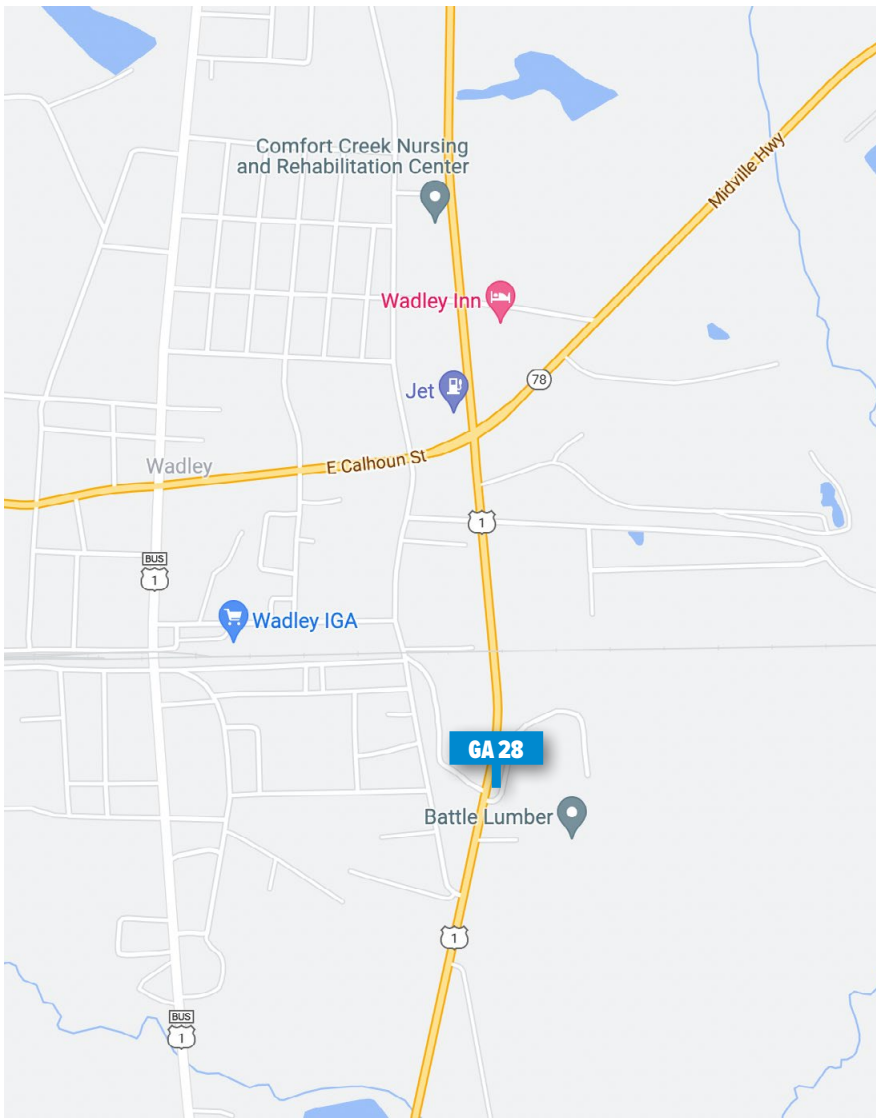 Comfort Creek Nursing
and Rehabilitation Center
Midville Hwy
Wadley Inn
78
Jet
E Calhoun St
Wadley
1
BUS
1
Wadley IGA
GA 28
Battle Lumber
1
BUS
1